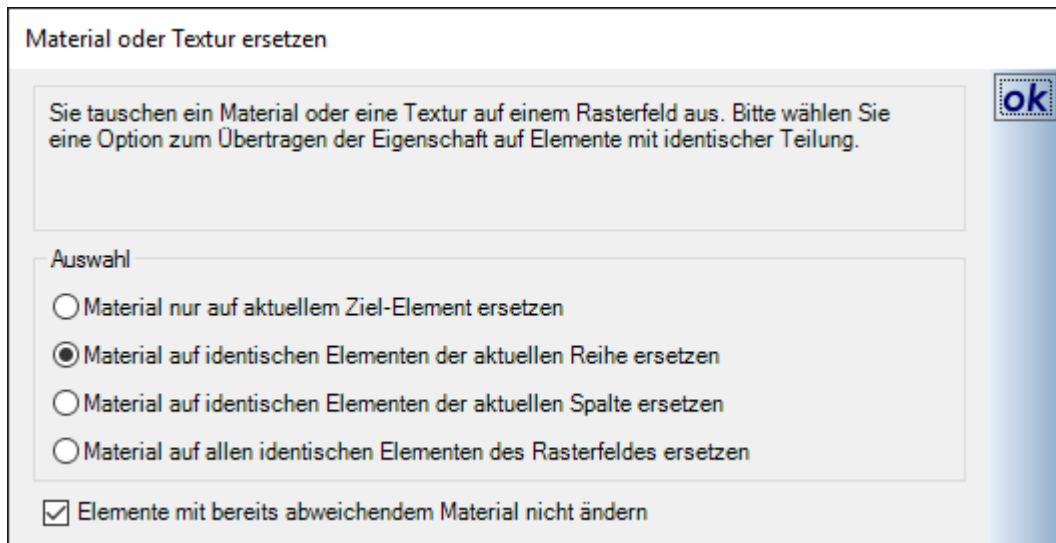 Material oder Textur ersetzen
Sie tauschen ein Material oder eine Textur auf einem Rasterfeld aus. Bitte wählen Sie
eine Option zum Übertragen der Eigenschaft auf Elemente mit identischer Teilung.
ok
Auswahl
Material nur auf aktuellem Ziel-Element ersetzen
Material auf identischen Elementen der aktuellen Reihe ersetzen
Material auf identischen Elementen der aktuellen Spalte ersetzen
Material auf allen identischen Elementen des Rasterfeldes ersetzen
Elemente mit bereits abweichendem Material nicht ändern